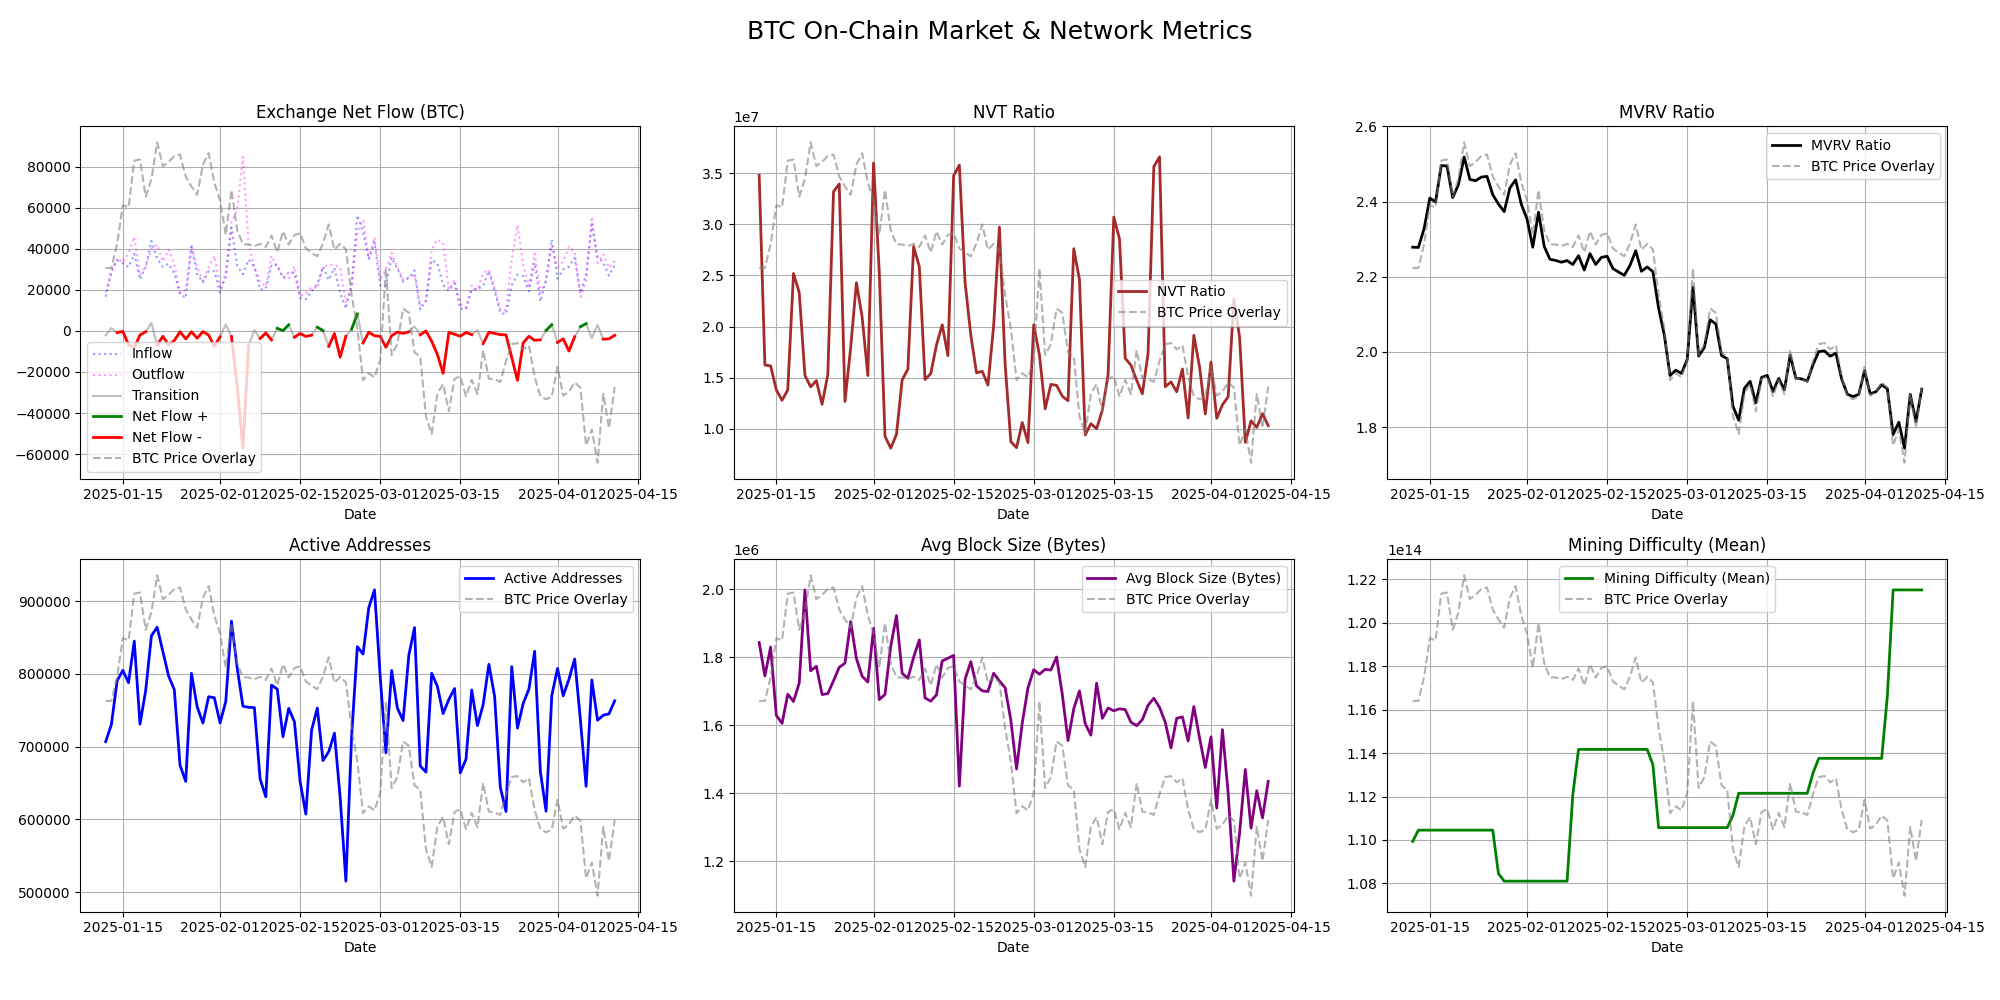 BTC On-Chain Market & Network Metrics
Exchange Net Flow (BTC)
80000
60000
40000
20000
0
−20000
−40000
−60000
Inflow
Outflow
Transition
Net Flow +
Net Flow -
BTC Price Overlay
2025-01-15 2025-02-01 2025-02-15 2025-03-01 2025-03-15 2025-04-01 2025-04-15
Date
NVT Ratio
1e7
3.5
3.0
2.5
2.0
1.5
1.0
NVT Ratio
BTC Price Overlay
2025-01-15 2025-02-01 2025-02-15 2025-03-01 2025-03-15 2025-04-01 2025-04-15
Date
MVRV Ratio
2.6
2.4
2.2
2.0
1.8
MVRV Ratio
BTC Price Overlay
2025-01-15 2025-02-01 2025-02-15 2025-03-01 2025-03-15 2025-04-01 2025-04-15
Date
Active Addresses
900000
800000
700000
600000
500000
Active Addresses
BTC Price Overlay
2025-01-15 2025-02-01 2025-02-15 2025-03-01 2025-03-15 2025-04-01 2025-04-15
Date
Avg Block Size (Bytes)
1e6
2.0
1.8
1.6
1.4
1.2
Avg Block Size (Bytes)
BTC Price Overlay
2025-01-15 2025-02-01 2025-02-15 2025-03-01 2025-03-15 2025-04-01 2025-04-15
Date
Mining Difficulty (Mean)
1e14
1.22
1.20
1.18
1.16
1.14
1.12
1.10
1.08
Mining Difficulty (Mean)
BTC Price Overlay
2025-01-15 2025-02-01 2025-02-15 2025-03-01 2025-03-15 2025-04-01 2025-04-15
Date